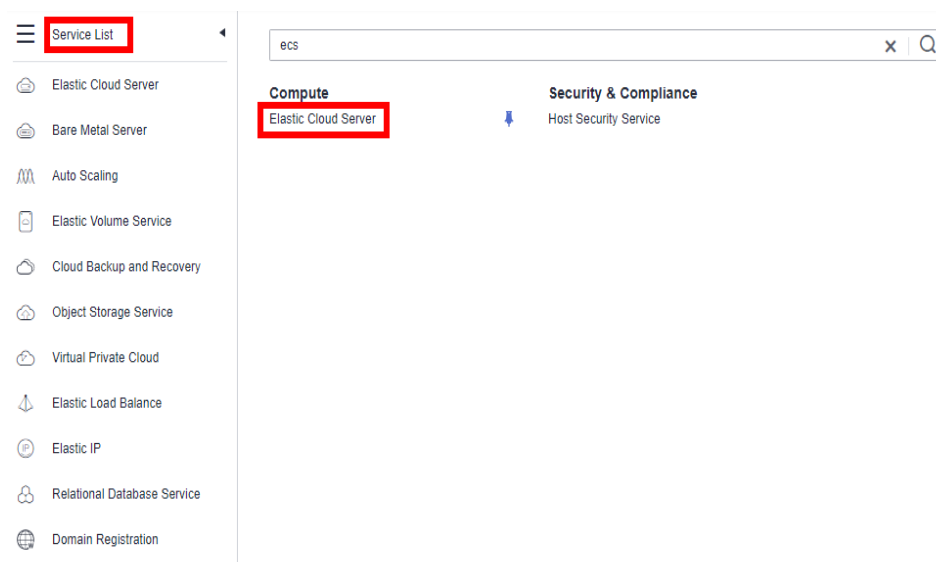 Service List
Elastic Cloud Server
Bare Metal Server
Auto Scaling
Elastic Volume Service
Cloud Backup and Recovery
Object Storage Service
Virtual Private Cloud
Elastic Load Balance
IP
Elastic IP
Relational Database Service
Domain Registration
ecs
Compute
Elastic Cloud Server
Security & Compliance
Host Security Service